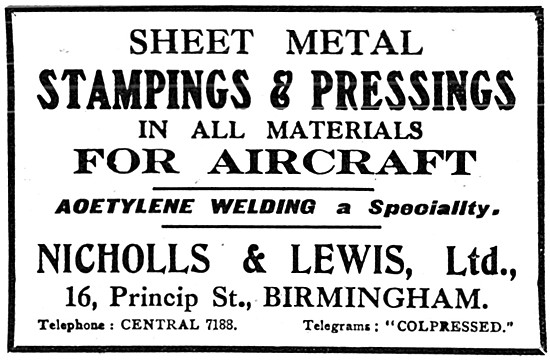 SHEET METAL
STAMPINGS & PRESSINGS
IN ALL MATERIALS
FOR AIRCRAFT
AOETYLENE WELDING a Speoiality.
NICHOLLS & LEWIS, Ltd.,
16, Princip St., BIRMINGHAM.
Telephone : CENTRAL 7188. Telegrams : "COLPRESSED."